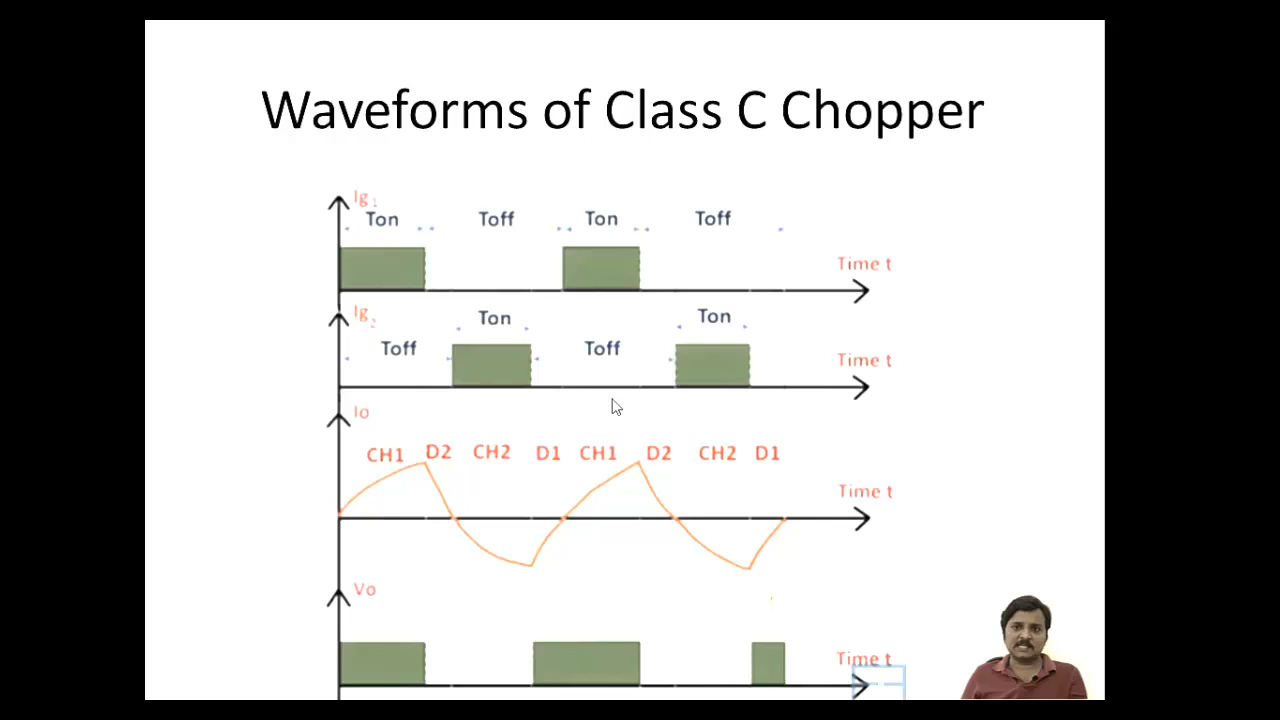 Waveforms of Class C Chopper
Ig1
Ton Toff Ton Toff
Time t
Ig2
Ton Ton
Toff Toff
Time t
Io
CH1 D2 CH2 D1 CH1 D2 CH2 D1
Time t
Vo
Time t